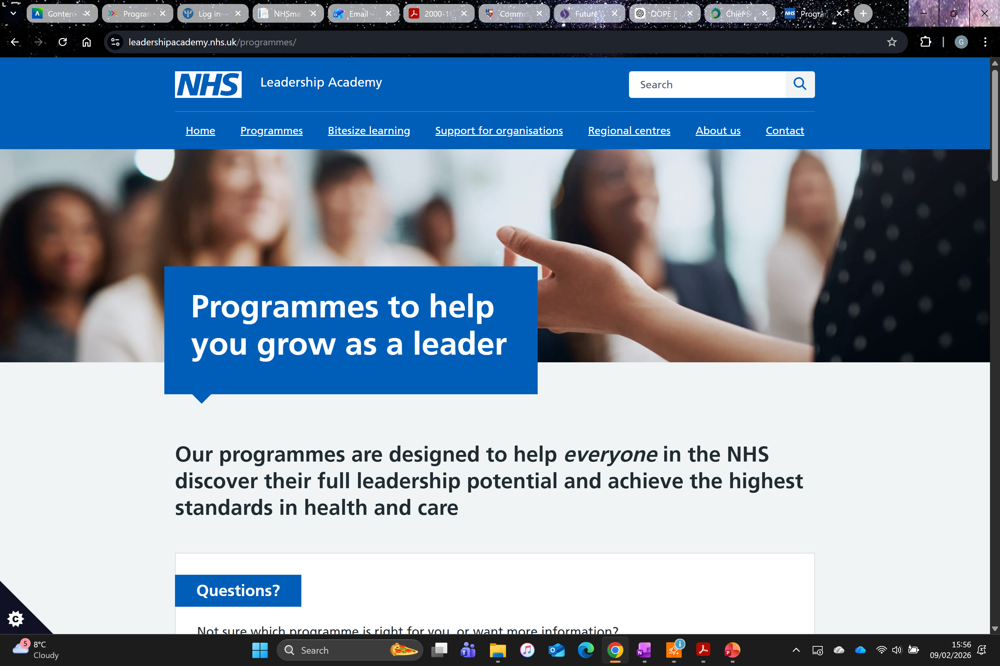 Content
Program
Log in
NHSma
Email -
2000-16
Commo
Future
OOPE P
Chief S
Progra
leadershipacademy.nhs.uk/programmes/
G
NHS Leadership Academy
Search
Home Programmes Bitesize learning Support for organisations Regional centres About us Contact
Programmes to help
you grow as a leader
Our programmes are designed to help everyone in the NHS
discover their full leadership potential and achieve the highest
standards in health and care
Questions?
Not sure which programme is right for you, or want more information?
5
8°C
Cloudy
Search
15:56
09/02/2026